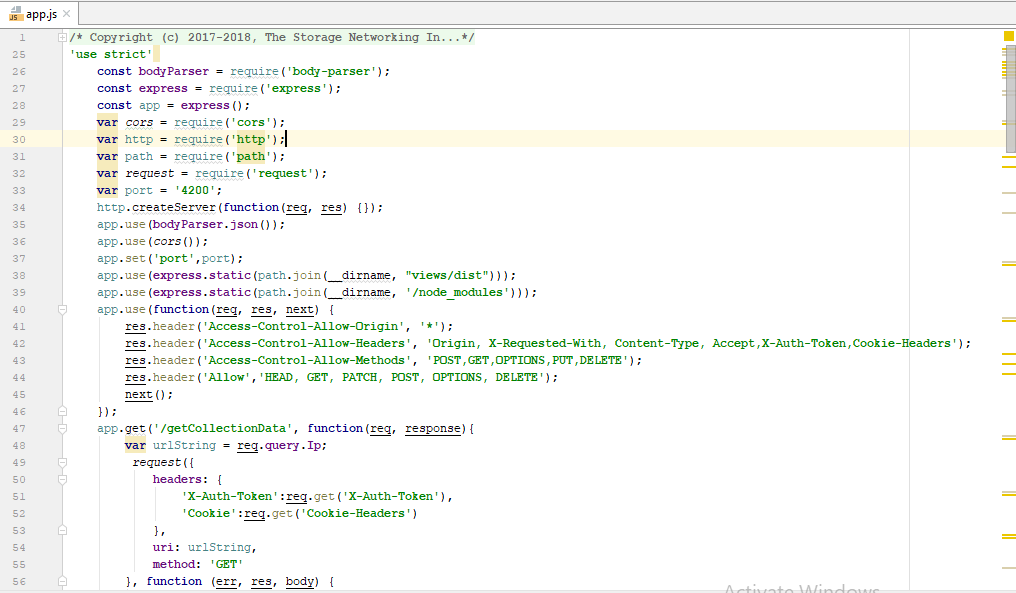 app.js
1 /* Copyright (c) 2017-2018, The Storage Networking In...*/
25 'use strict'
26 const bodyParser = require('body-parser');
27 const express = require('express');
28 const app = express();
29 var cors = require('cors');
30 var http = require('http');
31 var path = require('path');
32 var request = require('request');
33 var port = '4200';
34 http.createServer(function(req, res) {});
35 app.use(bodyParser.json());
36 app.use(cors());
37 app.set('port',port);
38 app.use(express.static(path.join(__dirname, "views/dist")));
39 app.use(express.static(path.join(__dirname, '/node_modules')));
40 app.use(function(req, res, next) {
41 res.header('Access-Control-Allow-Origin', '*');
42 res.header('Access-Control-Allow-Headers', 'Origin, X-Requested-With, Content-Type, Accept,X-Auth-Token,Cookie-Headers');
43 res.header('Access-Control-Allow-Methods', 'POST,GET,OPTIONS,PUT,DELETE');
44 res.header('Allow','HEAD, GET, PATCH, POST, OPTIONS, DELETE');
45 next();
46 });
47 app.get('/getCollectionData', function(req, response){
48 var urlString = req.query.Ip;
49 request({
50 headers: {
51 'X-Auth-Token':req.get('X-Auth-Token'),
52 'Cookie':req.get('Cookie-Headers')
53 },
54 uri: urlString,
55 method: 'GET'
56 }, function (err, res, body) {
Activate Windows